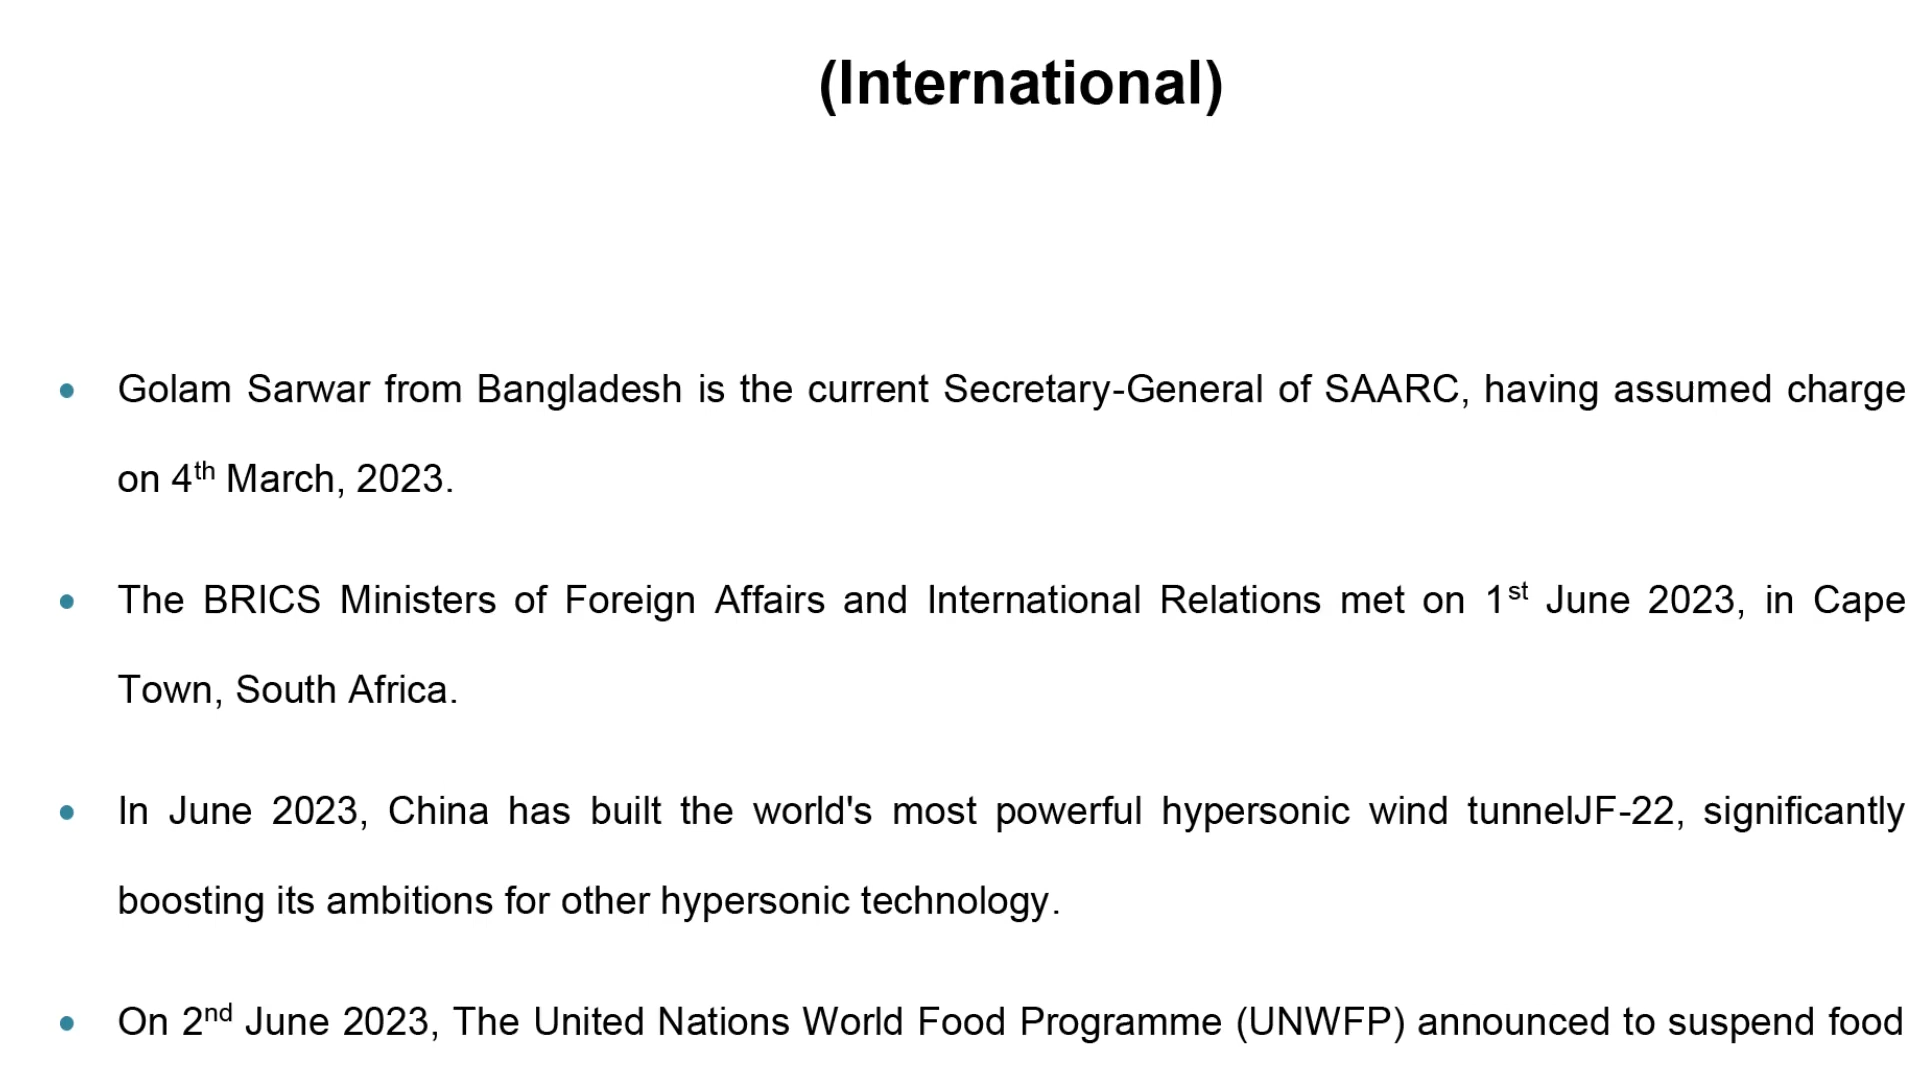 (International)
• Golam Sarwar from Bangladesh is the current Secretary-General of SAARC, having assumed charge
on 4th March, 2023.
• The BRICS Ministers of Foreign Affairs and International Relations met on 1st June 2023, in Cape
Town, South Africa.
• In June 2023, China has built the world's most powerful hypersonic wind tunnelJF-22, significantly
boosting its ambitions for other hypersonic technology.
• On 2nd June 2023, The United Nations World Food Programme (UNWFP) announced to suspend food